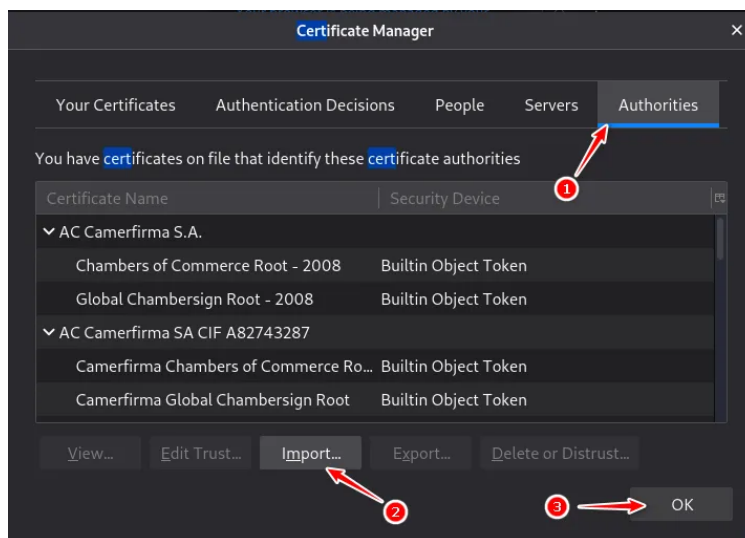 Certificate Manager
Your Certificates Authentication Decisions People Servers Authorities
You have certificates on file that identify these certificate authorities
1
Certificate Name Security Device
AC Camerfirma S.A.
Chambers of Commerce Root - 2008 Builtin Object Token
Global Chambersign Root - 2008 Builtin Object Token
AC Camerfirma SA CIF A82743287
Camerfirma Chambers of Commerce Ro... Builtin Object Token
Camerfirma Global Chambersign Root Builtin Object Token
View... Edit Trust... Import... Export... Delete or Distrust...
2
3 OK